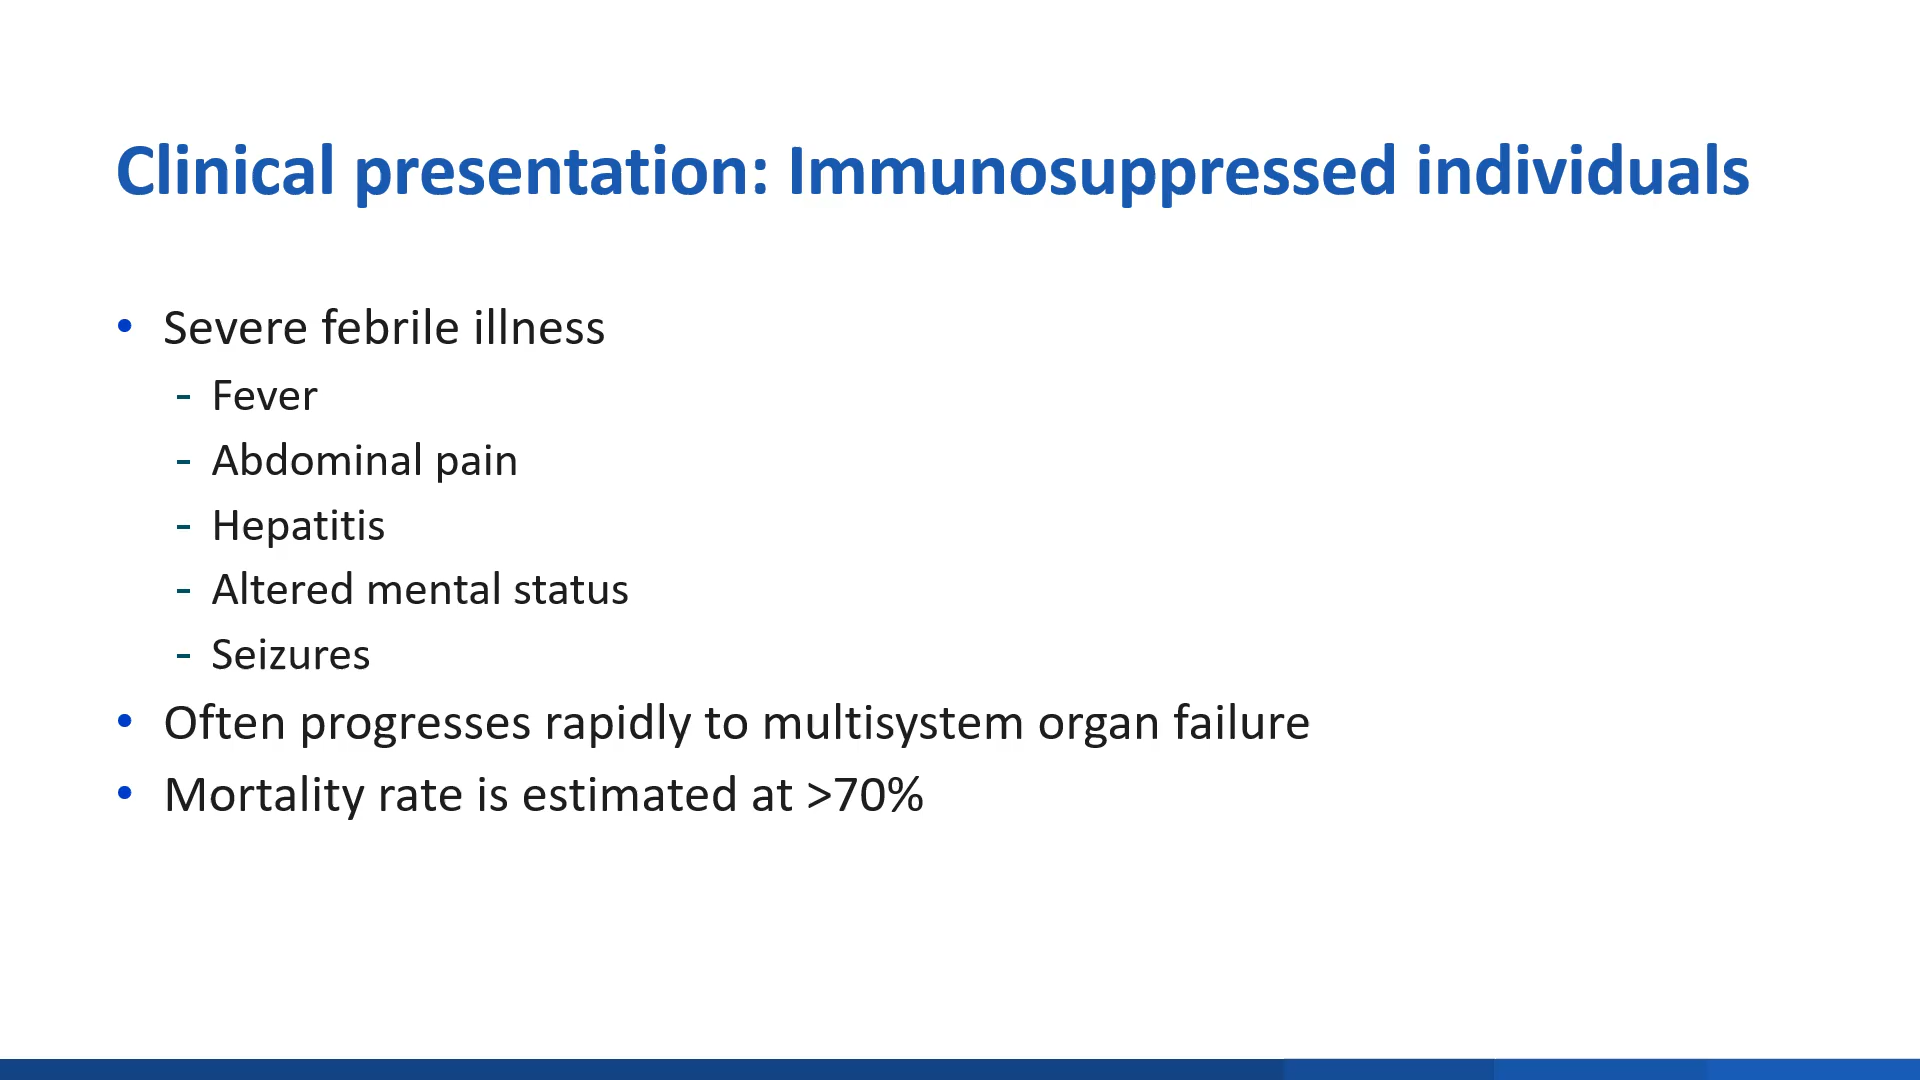 Clinical presentation: Immunosuppressed individuals
• Severe febrile illness
- Fever
- Abdominal pain
- Hepatitis
- Altered mental status
- Seizures
• Often progresses rapidly to multisystem organ failure
• Mortality rate is estimated at >70%